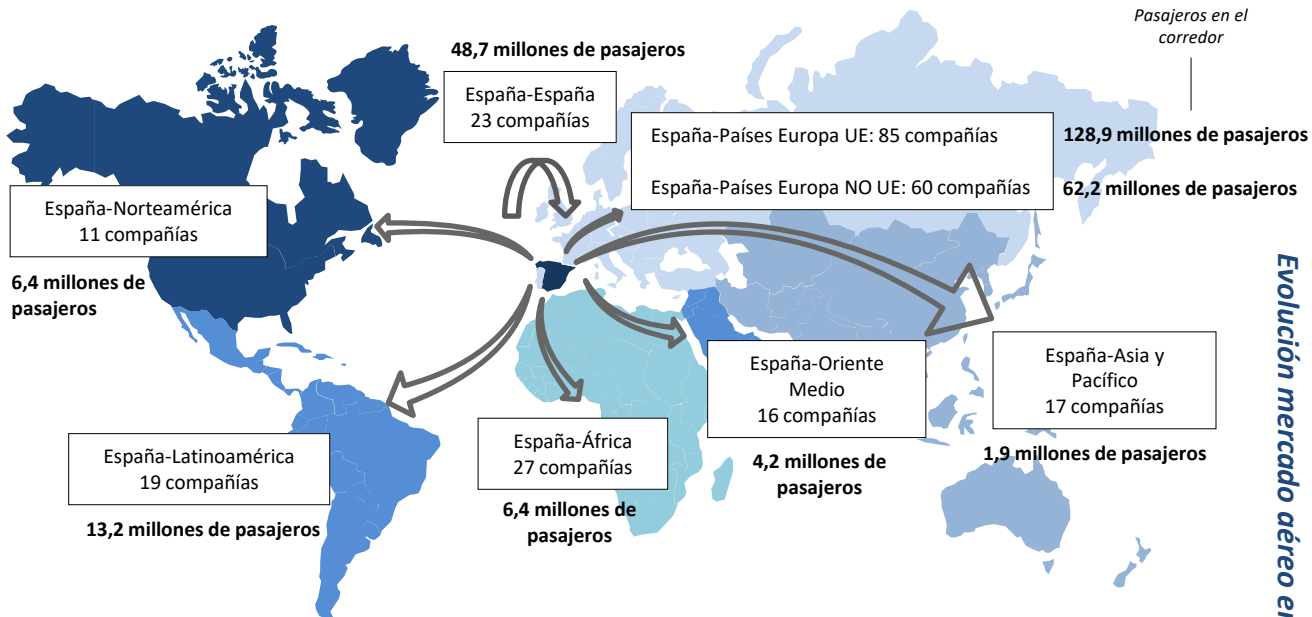 Pasajeros en el
corredor
48,7 millones de pasajeros
España-España
23 compañías
España-Países Europa UE: 85 compañías
128,9 millones de pasajeros
España-Países Europa NO UE: 60 compañías
62,2 millones de pasajeros
España-Norteamérica
11 compañías
6,4 millones de
pasajeros
España-Oriente
Medio
16 compañías
4,2 millones de
pasajeros
España-Asia y
Pacífico
17 compañías
1,9 millones de pasajeros
España-África
27 compañías
6,4 millones de
pasajeros
España-Latinoamérica
19 compañías
13,2 millones de pasajeros
Evolución mercado aéreo en